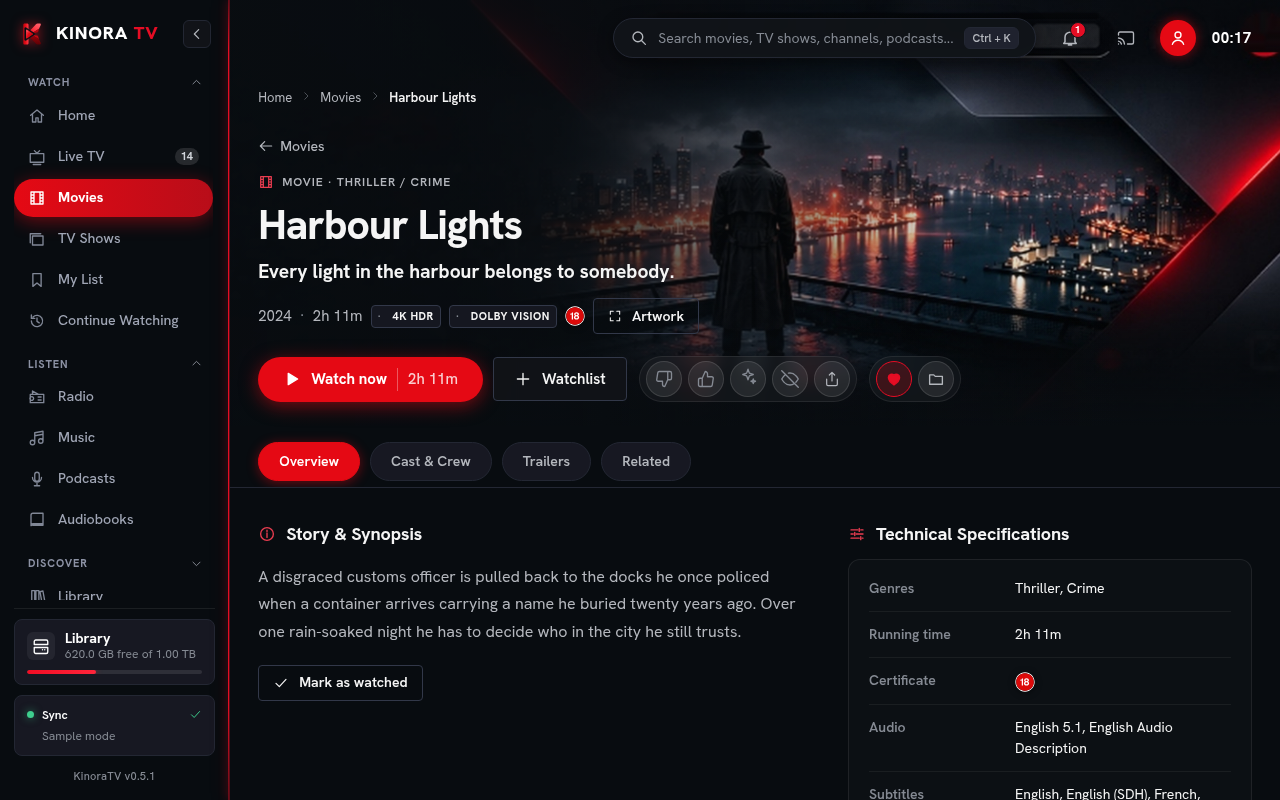 KINORA TV
WATCH
Home
Live TV
14
Movies
TV Shows
My List
Continue Watching
LISTEN
Radio
Music
Podcasts
Audiobooks
DISCOVER
Library
Library
620.0 GB free of 1.00 TB
Sync
Sample mode
KinoraTV v0.5.1
Search movies, TV shows, channels, podcasts...
Ctrl + K
1
00:17
Home
Movies
Harbour Lights
Movies
MOVIE · THRILLER / CRIME
Harbour Lights
Every light in the harbour belongs to somebody.
2024 · 2h 11m
· 4K HDR
· DOLBY VISION
18
Artwork
Watch now
2h 11m
Watchlist
Overview
Cast & Crew
Trailers
Related
Story & Synopsis
A disgraced customs officer is pulled back to the docks he once policed
when a container arrives carrying a name he buried twenty years ago. Over
one rain-soaked night he has to decide who in the city he still trusts.
Mark as watched
Technical Specifications
Genres
Thriller, Crime
Running time
2h 11m
Certificate
18
Audio
English 5.1, English Audio
Description
Subtitles
English, English (SDH), French,